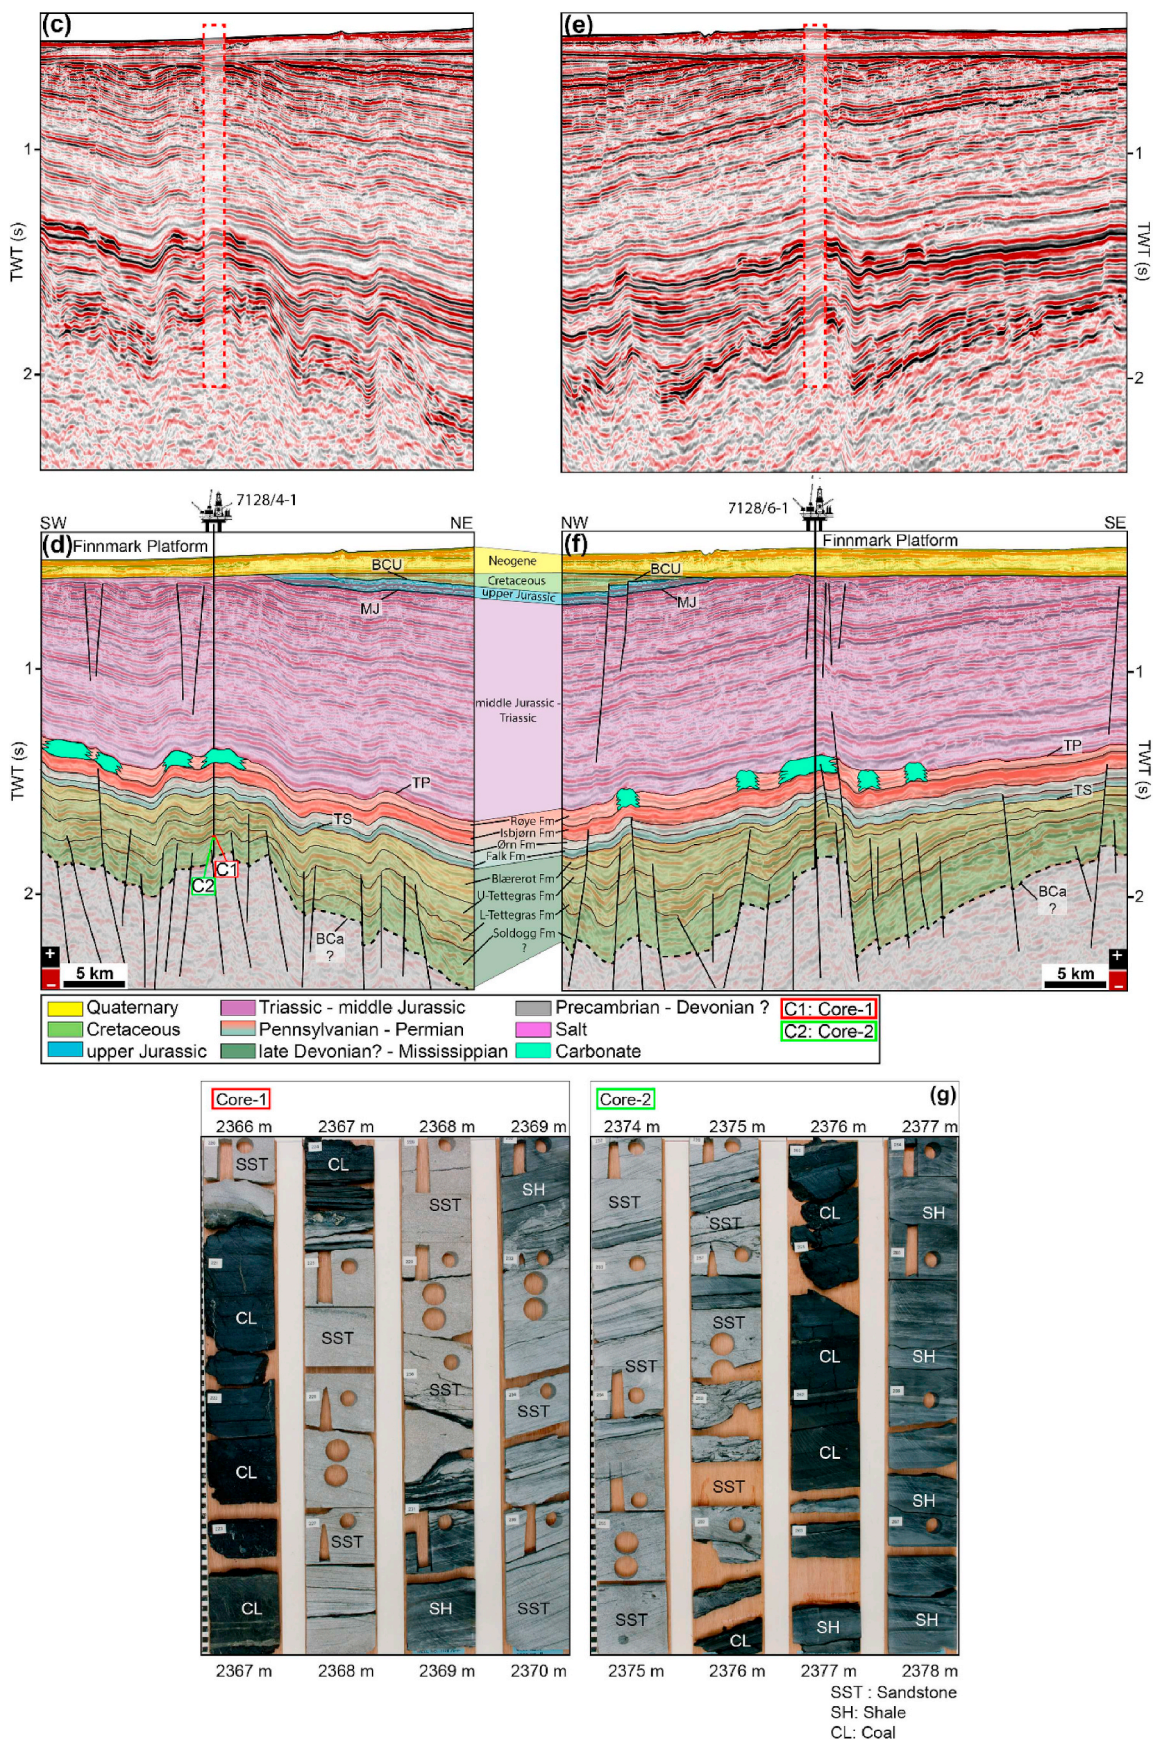 (c)
(e)
1
1
TWT (s)
TWT (s)
2
2
7128/4-1
7128/6-1
SW
NE
NW
SE
(d)
Finnmark Platform
(f)
Finnmark Platform
Neogene
BCU
BCU
Cretaceous
upper Jurassic
MJ
MJ
1
1
middle Jurassic -
Triassic
TWT (s)
TWT (s)
TP
TP
TS
TS
Røye Fm
Isbjørn Fm
Ørn Fm
Falk Fm
C1
C2
Blærerot Fm
U-Tettegras Fm
L-Tettegras Fm
Soldogg Fm
?
2
2
BCa
?
BCa
?
+
–
5 km
5 km
+
–
Quaternary
Triassic - middle Jurassic
Precambrian - Devonian ?
C1: Core-1
Cretaceous
Pennsylvanian - Permian
Salt
C2: Core-2
upper Jurassic
late Devonian? - Mississippian
Carbonate
Core-1
Core-2
(g)
2366 m
2367 m
2368 m
2369 m
2374 m
2375 m
2376 m
2377 m
SST
CL
CL
CL
CL
SST
SST
SST
SST
SH
SH
SST
SST
SST
SST
SST
SST
SST
SST
CL
CL
CL
CL
SH
SH
SH
SH
SH
2367 m
2368 m
2369 m
2370 m
2375 m
2376 m
2377 m
2378 m
SST : Sandstone
SH: Shale
CL: Coal